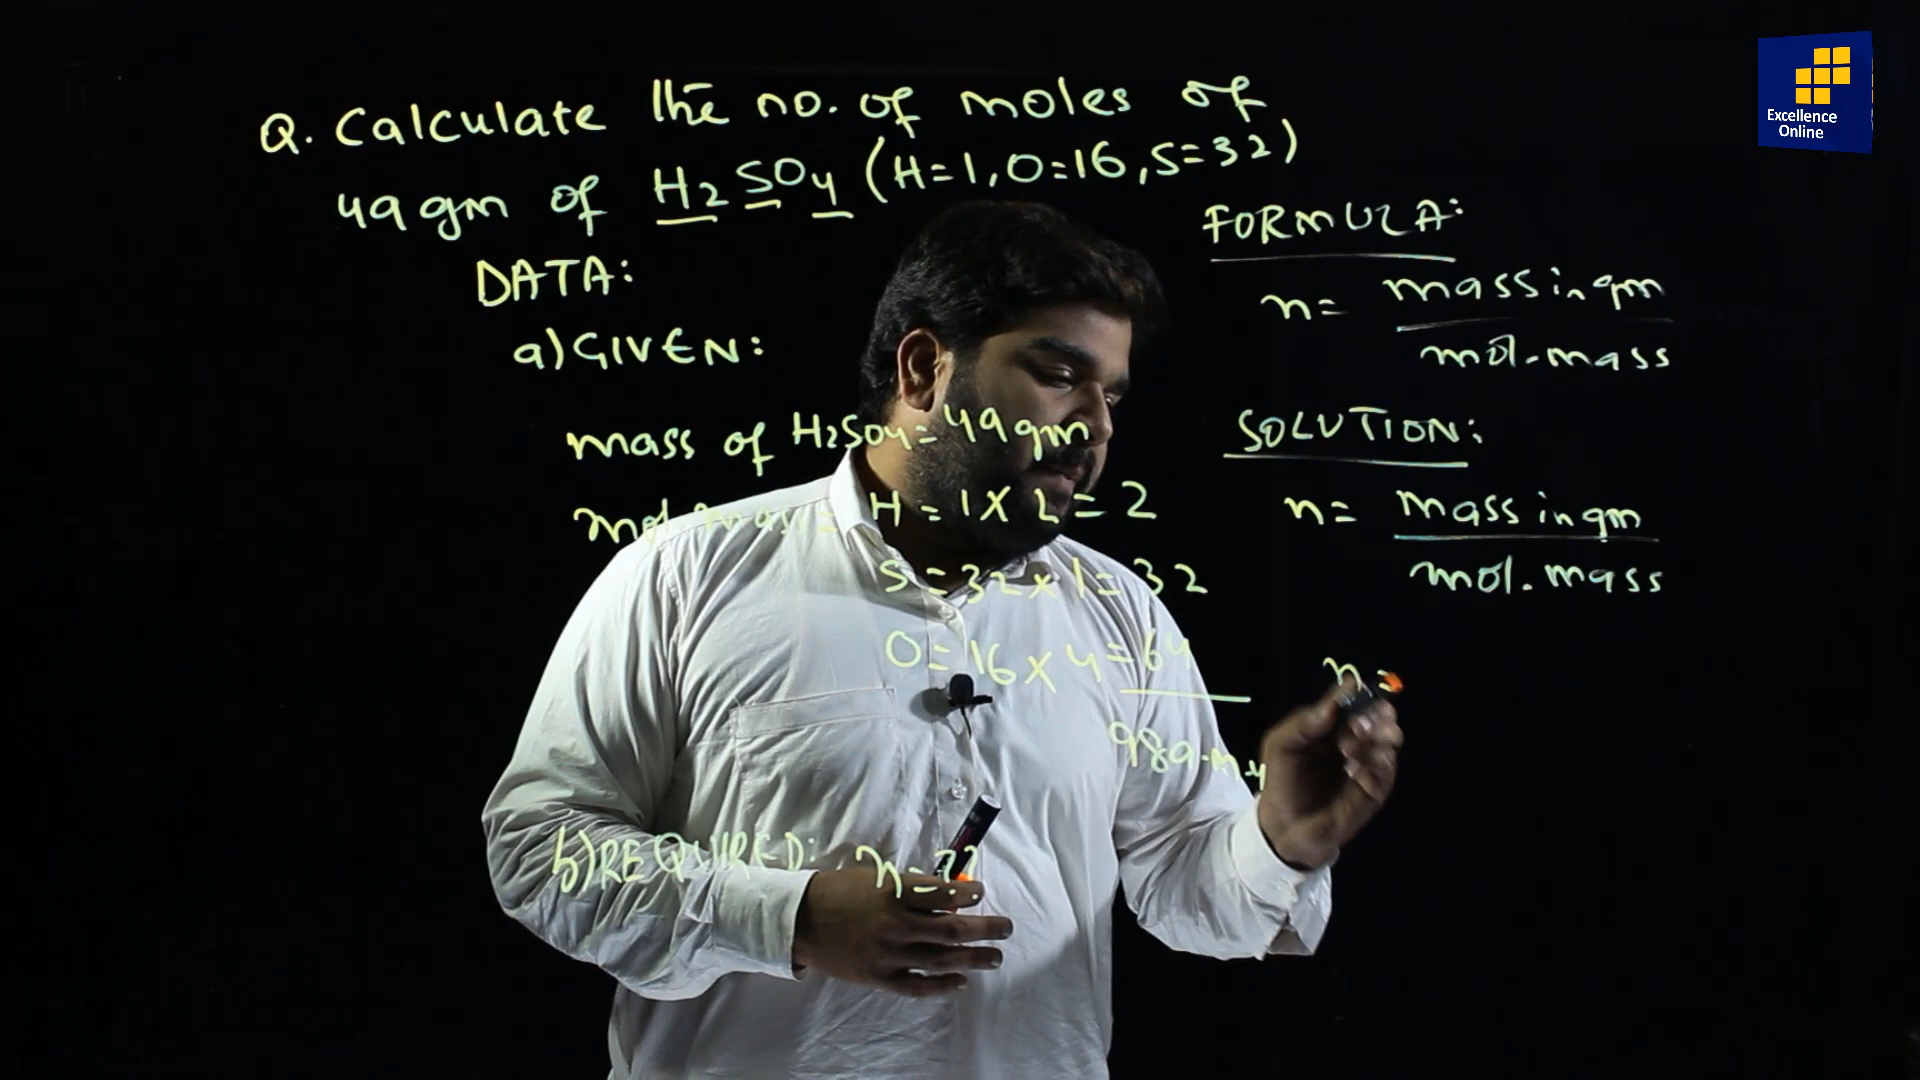 Excellence
Online
Q. Calculate the no. of moles of
49 gm of H2SO4 (H=1, O=16, S=32)
DATA:
a) GIVEN:
mass of H2SO4=49 gm
mol. mass= H = 1 X 2 = 2
S = 32 x 1 = 32
O = 16 x 4 = 64
98 a.m.u
b) REQUIRED: n = ??
FORMULA:
n= mass in gm
mol. mass
SOLUTION:
n= mass in gm
mol. mass
n =